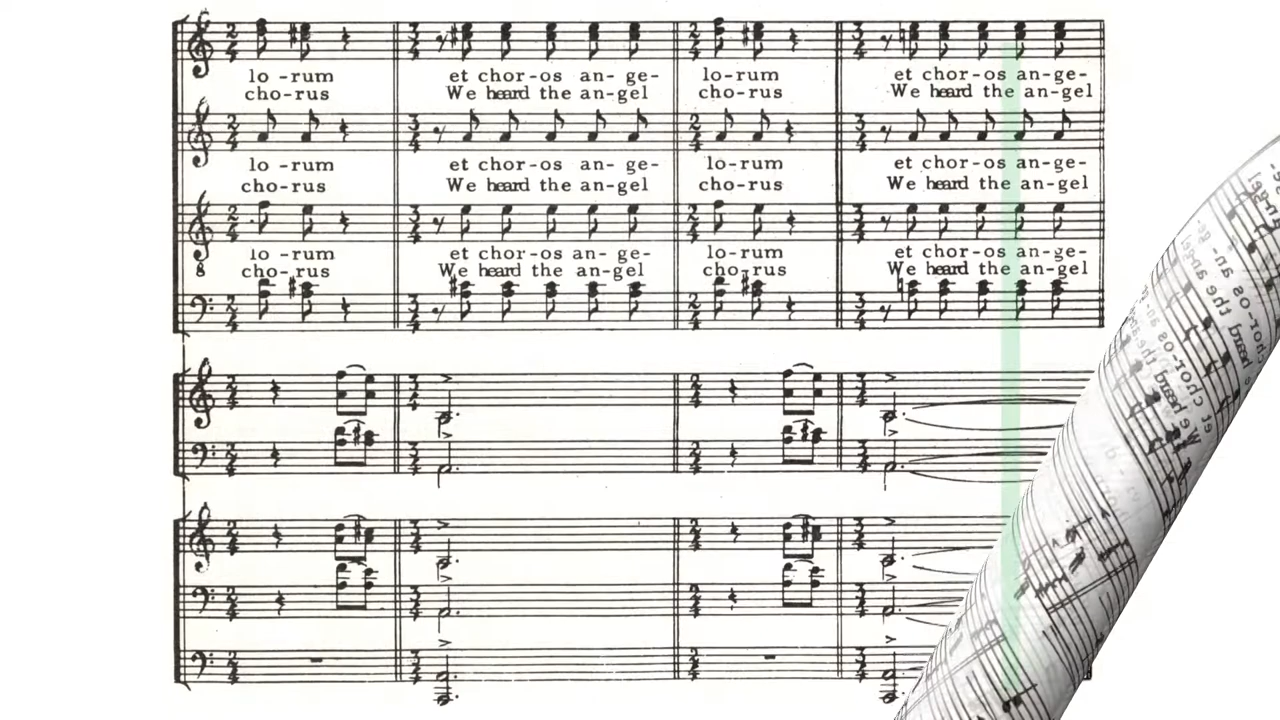 lo -rum et chor-os an- ge- lo-rum et chor-os an- ge-
cho-rus We heard the an-gel cho-rus We heard the an-gel
lo -rum et chor-os an- ge- lo-rum et chor-os an- ge-
cho-rus We heard the an-gel cho-rus We heard the an-gel
lo -rum et chor-os an- ge- lo-rum et chor-os an- ge-
8 cho-rus We heard the an-gel cho-rus We heard the an-gel